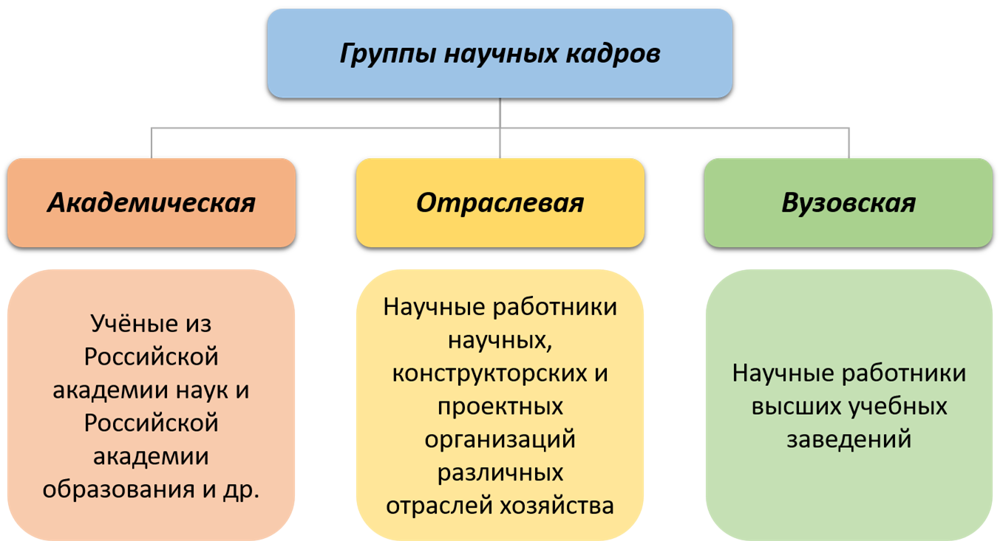 Группы научных кадров
Академическая
Отраслевая
Вузовская
Учёные из
Российской
академии наук и
Российской
академии
образования и др.
Научные работники
научных,
конструкторских и
проектных
организаций
различных
отраслей хозяйства
Научные работники
высших учебных
заведений